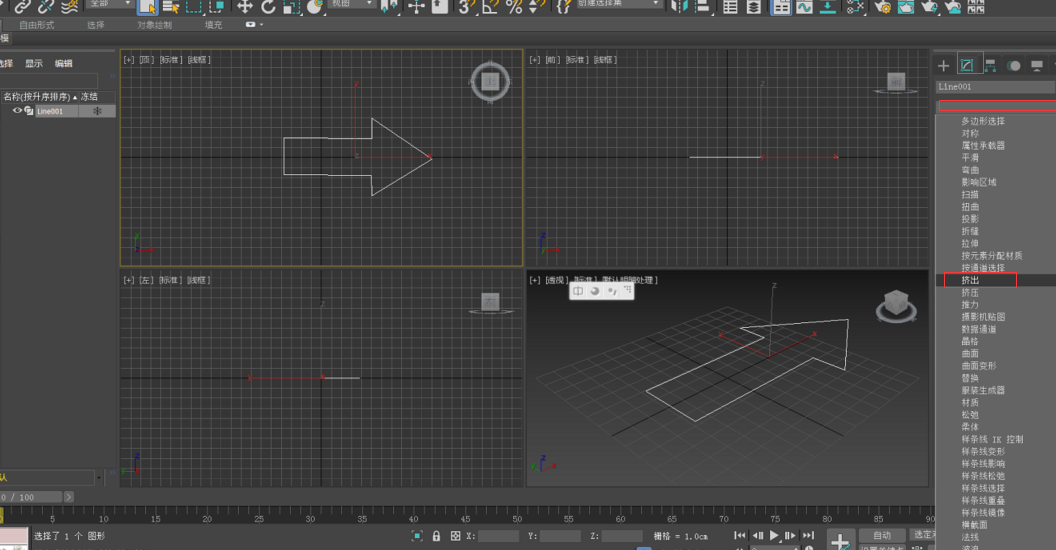 全部
视图
创建选择集
自由形式 选择 对象绘制 填充
模
选择 显示 编辑
名称(按升序排序) 冻结
Line001
[+] [顶] [标准] [线框]
[+] [前] [标准] [线框]
[+] [左] [标准] [线框]
[+] [透视] [标准] [默认明暗处理]
Line001
多边形选择
对称
属性承载器
平滑
弯曲
影响区域
扫描
扭曲
投影
折缝
拉伸
按元素分配材质
按通道选择
挤出
挤压
推力
摄影机贴图
数据通道
晶格
曲面
曲面变形
替换
服装生成器
材质
松弛
柔体
样条线 IK 控制
样条线变形
样条线影响
样条线松弛
样条线选择
样条线重叠
样条线镜像
横截面
法线
认
0 / 100
5 10 15 20 25 30 35 40 45 50 55 60 65 70 75 80 85 90
选择了 1 个 图形
X: Y: Z: 栅格 = 1.0cm
自动